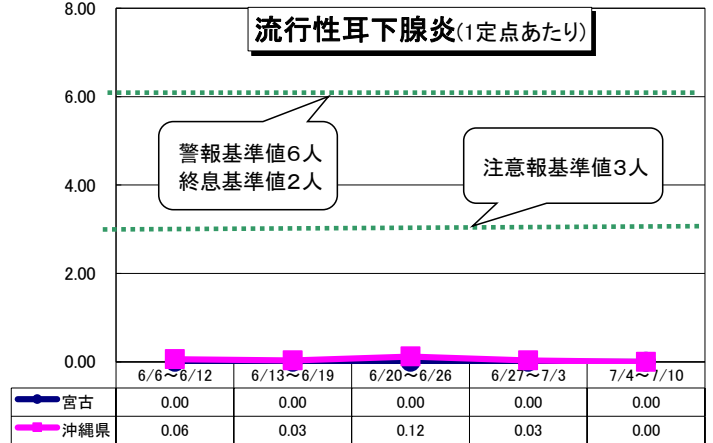 流行性耳下腺炎(1定点あたり)
8.00
6.00
警報基準値6人
終息基準値2人
注意報基準値3人
4.00
2.00
0.00
6/6～6/12 6/13～6/19 6/20～6/26 6/27～7/3 7/4～7/10
宮古 0.00 0.00 0.00 0.00 0.00
沖縄県 0.06 0.03 0.12 0.03 0.00